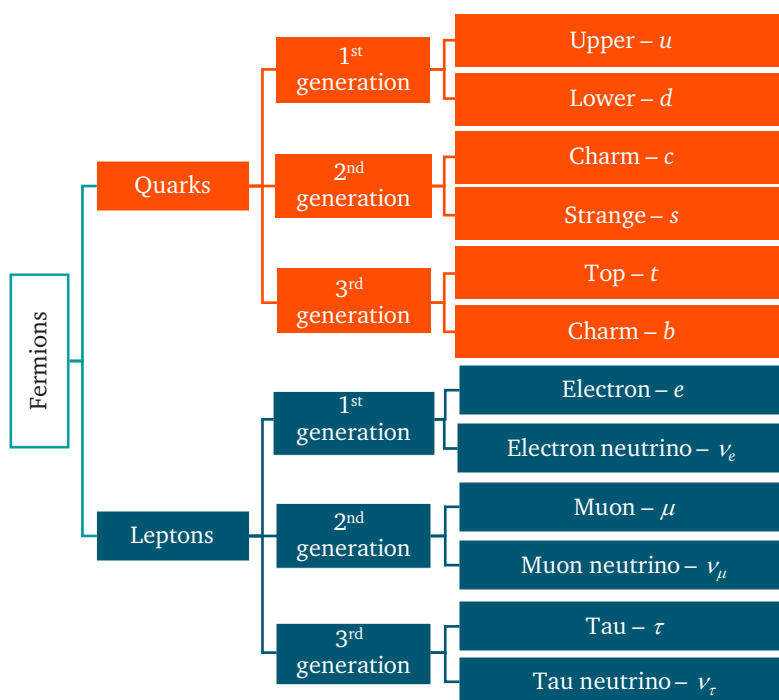 Fermions
Quarks
1st
generation
Upper – u
Lower – d
2nd
generation
Charm – c
Strange – s
3rd
generation
Top – t
Charm – b
Leptons
1st
generation
Electron – e
Electron neutrino – νe
2nd
generation
Muon – μ
Muon neutrino – νμ
3rd
generation
Tau – τ
Tau neutrino – ντ